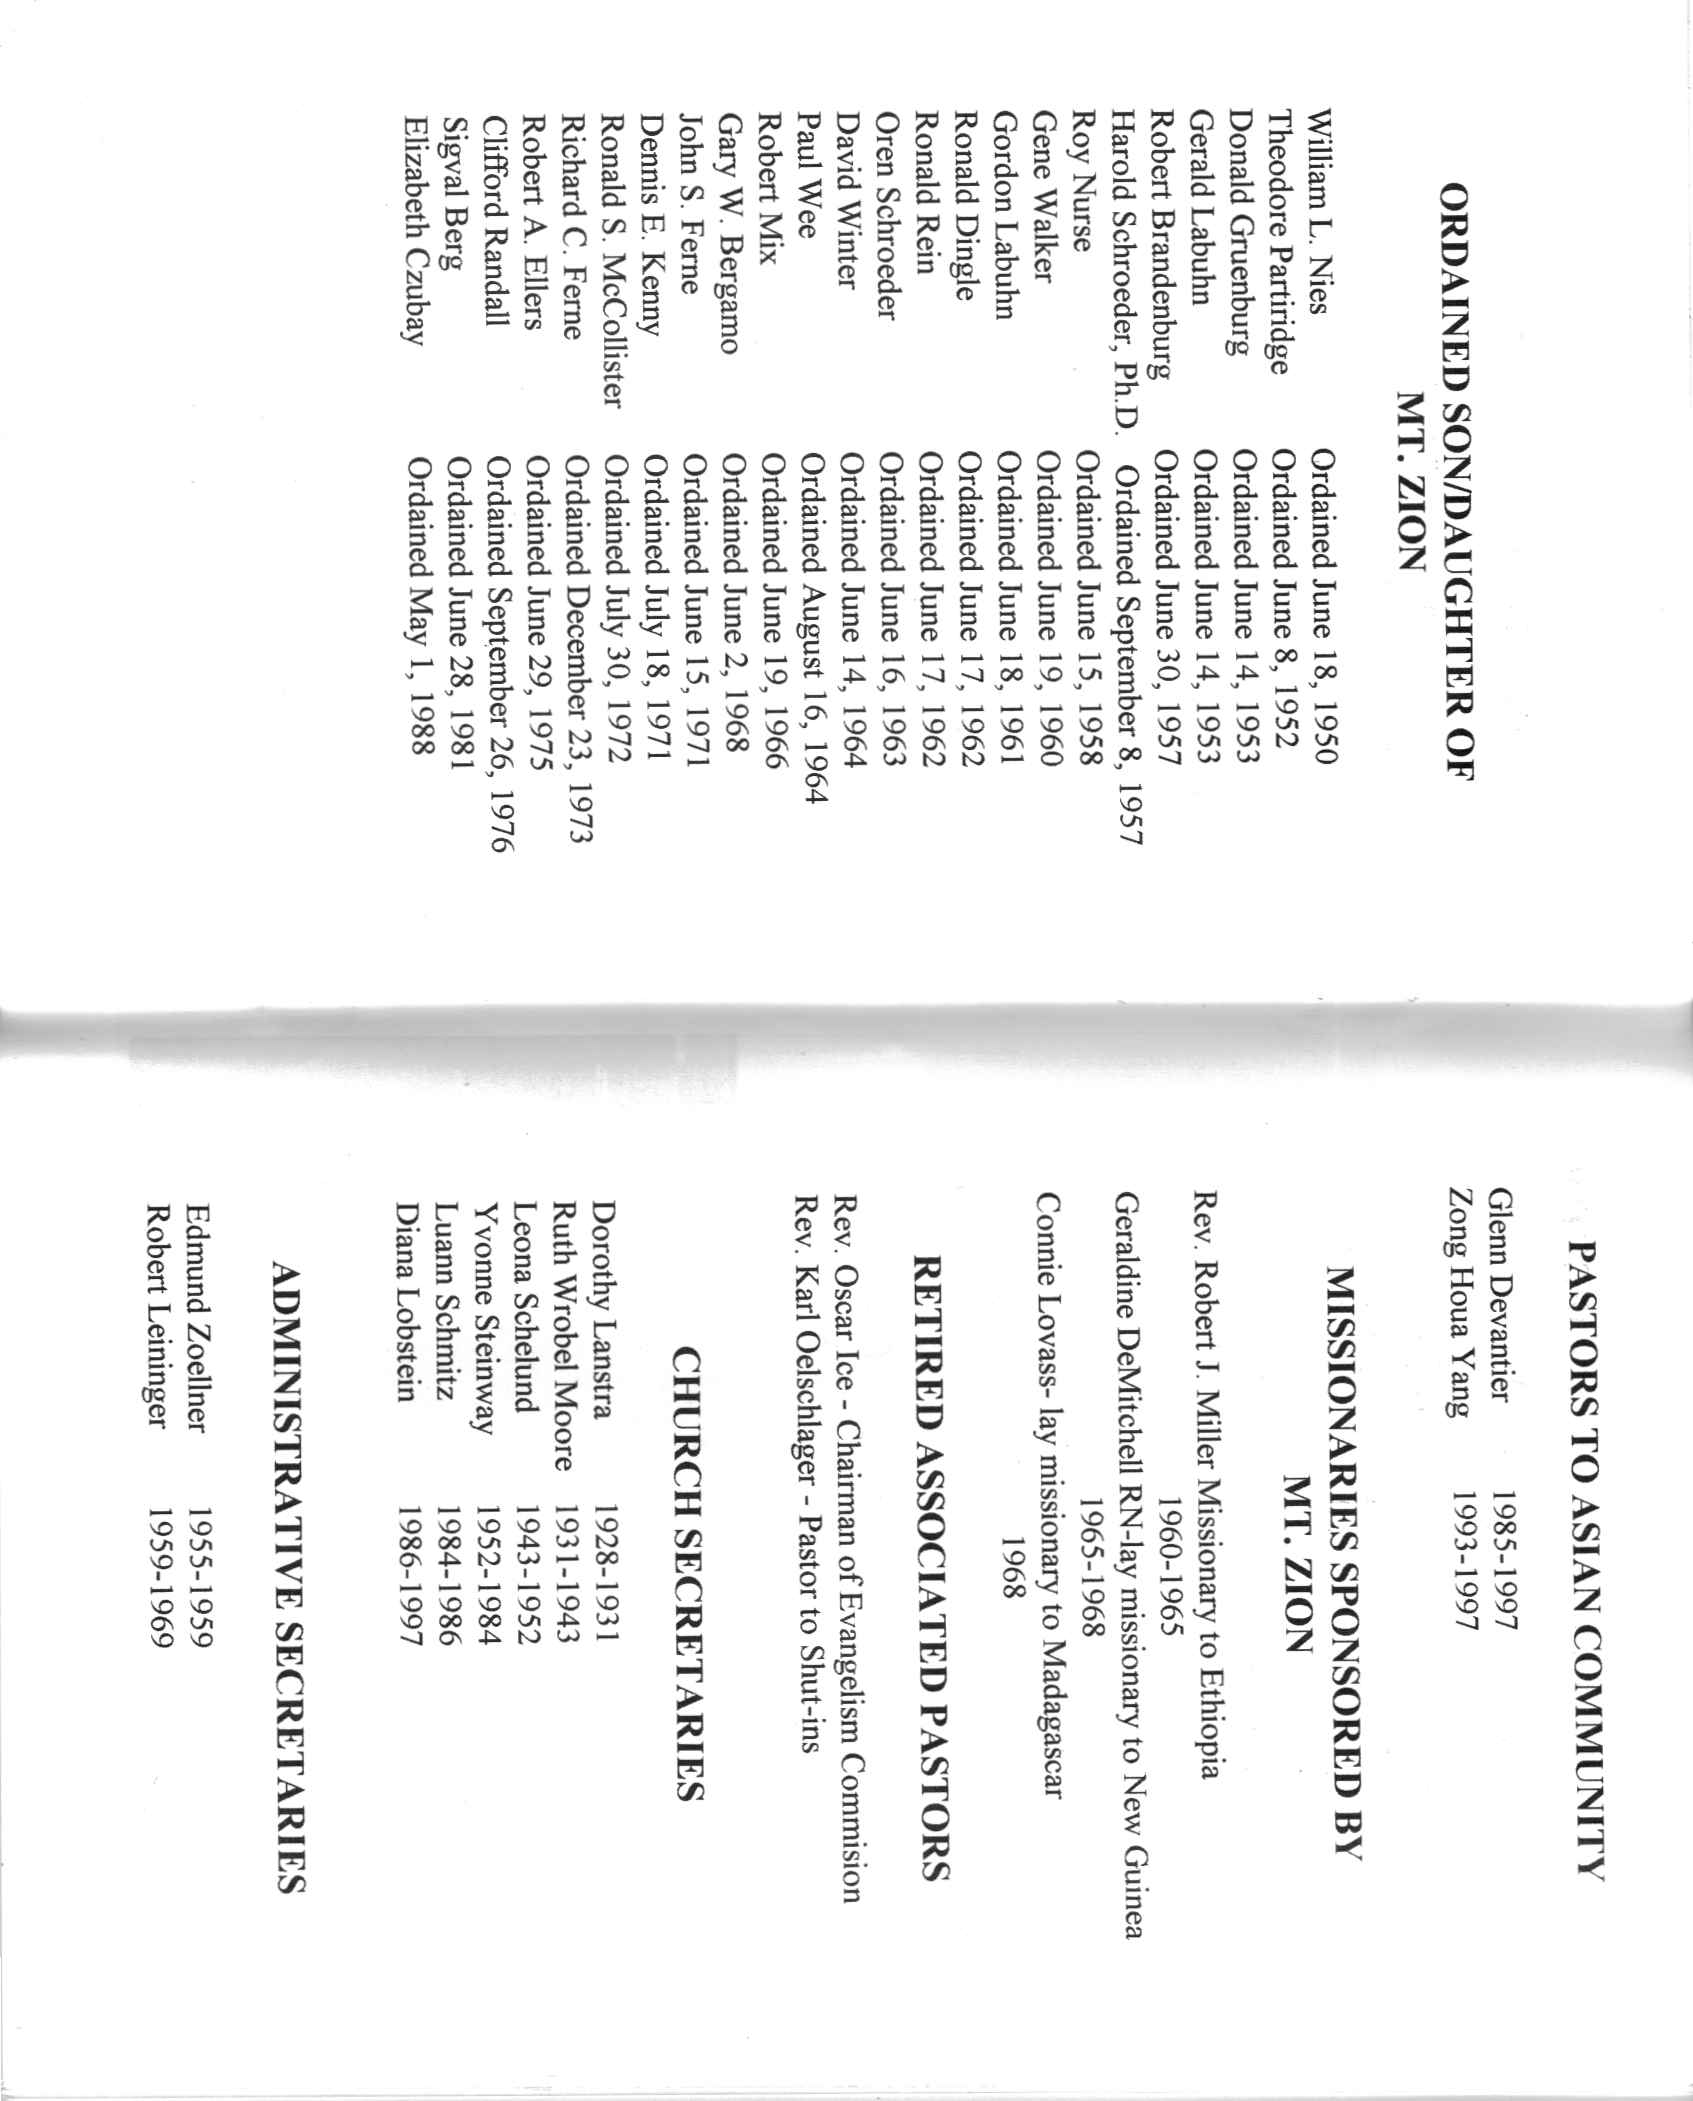 ORDAINED SON/DAUGHTER OF
MT. ZION
William L. Nies Ordained June 18, 1950
Theodore Partiridge Ordained June 8, 1952
Donald Gruenburg Ordained June 14, 1953
Gerald Labuhn Ordained June 14, 1953
Robert Brandenburg Ordained June 30, 1957
Harold Schroeder, Ph.D. Ordained September 8, 1957
Roy Nurse Ordained June 15, 1958
Gene Walker Ordained June 19, 1960
Gordon Labuhn Ordained June 18, 1961
Ronald Dingle Ordained June 17, 1962
Ronald Rein Ordained June 17, 1962
Oren Schroeder Ordained June 16, 1963
David Winter Ordained June 14, 1964
Paul Wee Ordained August 16, 1964
Robert Mix Ordained June 19, 1966
Gary W. Bergamo Ordained June 2, 1968
John S. Ferne Ordained June 15, 1971
Dennis E. Kenny Ordained July 18, 1971
Ronald S. McCollister Ordained July 30, 1972
Richard C. Ferne Ordained December 23, 1973
Robert A. Ellers Ordained June 29, 1975
Clifford Randall Ordained September 26, 1976
Sigval Berg Ordained June 28, 1981
Elizabeth Czubay Ordained May 1, 1988
PASTORS TO ASIAN COMMUNITY
Glenn Devantier 1985-1997
Zong Houa Yang 1993-1997
MISSIONARIES SPONSORED BY
MT. ZION
Rev. Robert J. Miller Missionary to Ethiopia
1960-1965
Geraldine DeMitchell RN-lay missionary to New Guinea
1965-1968
Connie Lovass- lay missionary to Madagascar
1968
RETIRED ASSOCIATED PASTORS
Rev. Oscar Ice - Chairman of Evangelism Commision
Rev. Karl Oelschlager - Pastor to Shut-ins
CHURCH SECRETARIES
Dorothy Lanstra 1928-1931
Ruth Wrobel Moore 1931-1943
Leona Schelund 1943-1952
Yvonne Steinway 1952-1984
Luann Schmitz 1984-1986
Diana Lobstein 1986-1997
ADMINISTRATIVE SECRETARIES
Edmund Zoellner 1955-1959
Robert Leininger 1959-1969